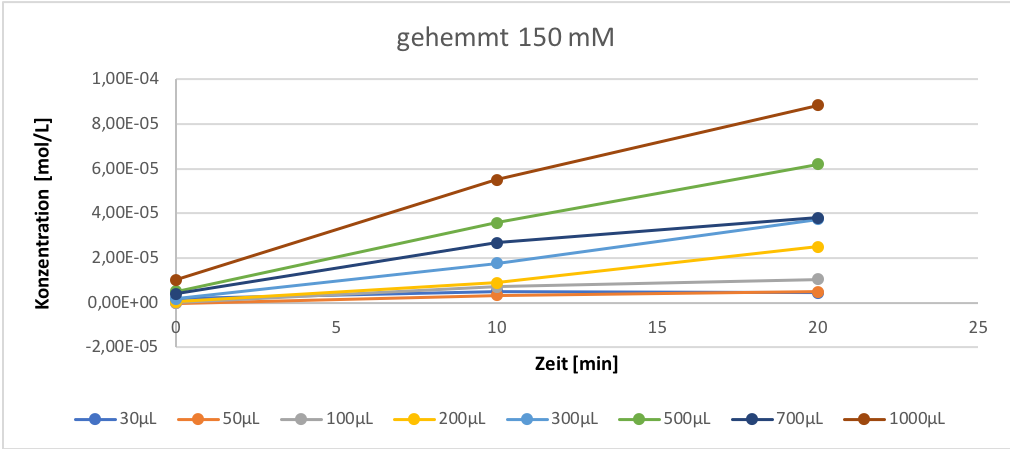 gehemmt 150 mM
Konzentration [mol/L]
1,00E-04
8,00E-05
6,00E-05
4,00E-05
2,00E-05
0,00E+00
-2,00E-05
0 5 10 15 20 25
Zeit [min]
30µL 50µL 100µL 200µL 300µL 500µL 700µL 1000µL